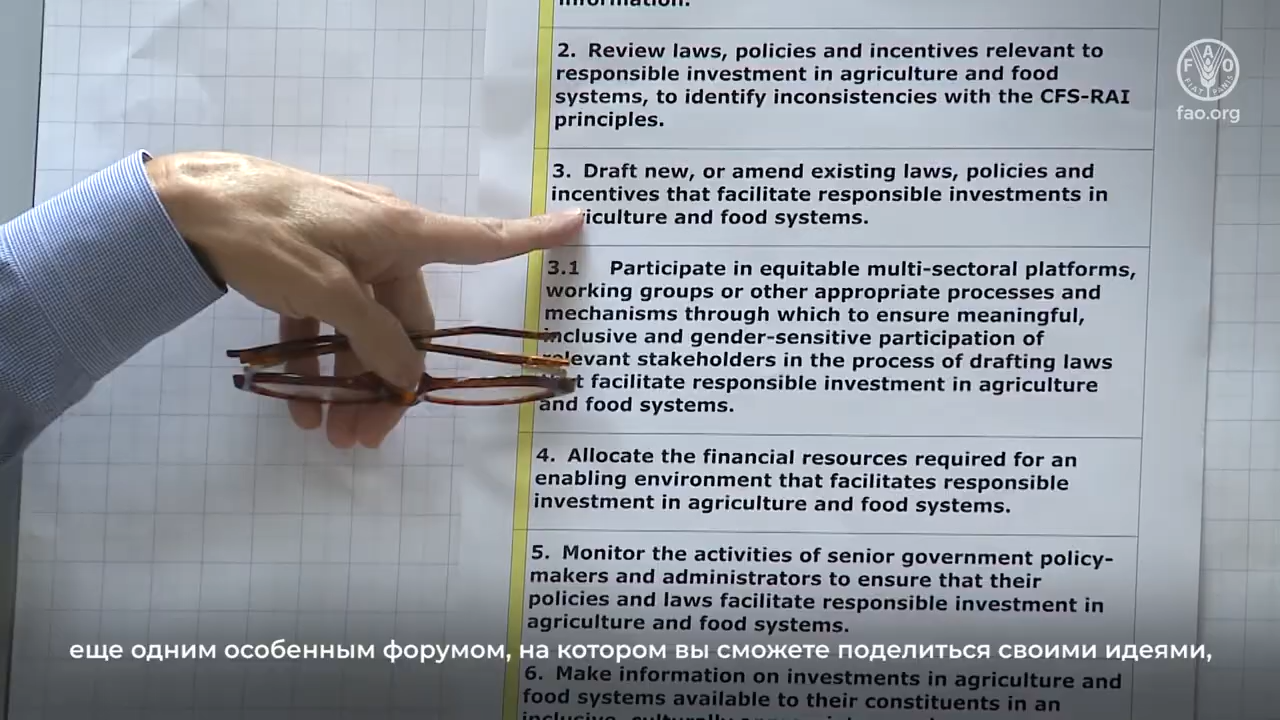 information.
2. Review laws, policies and incentives relevant to
responsible investment in agriculture and food
systems, to identify inconsistencies with the CFS-RAI
principles.
3. Draft new, or amend existing laws, policies and
incentives that facilitate responsible investments in
riculture and food systems.
3.1 Participate in equitable multi-sectoral platforms,
working groups or other appropriate processes and
mechanisms through which to ensure meaningful,
inclusive and gender-sensitive participation of
relevant stakeholders in the process of drafting laws
facilitate responsible investment in agriculture
and food systems.
4. Allocate the financial resources required for an
enabling environment that facilitates responsible
investment in agriculture and food systems.
5. Monitor the activities of senior government policy-
makers and administrators to ensure that their
policies and laws facilitate responsible investment in
agriculture and food systems.
6. Make information on investments in agriculture and
food systems available to their constituents in an
FAO
FIAT PANIS
fao.org
еще одним особенным форумом, на котором вы сможете поделиться своими идеями,